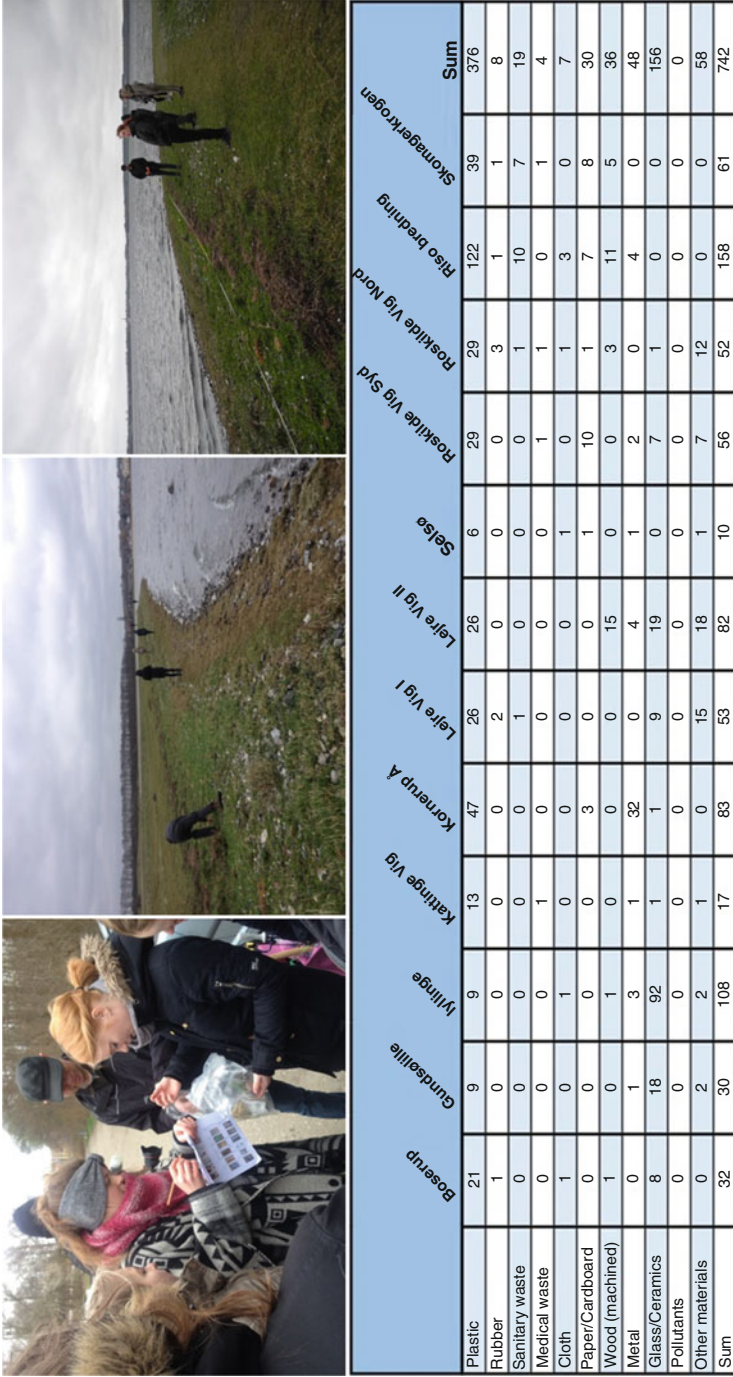 Boserup Gundsølille lyllinge Kattinge Vig Kornerup Å Lejre Vig I Lejre Vig II Selsø Roskilde Vig Syd Roskilde Vig Nord Riso bredning Skomagerkrogen Sum
Plastic 21 9 9 13 47 26 26 6 29 29 122 39 376
Rubber 1 0 0 0 0 2 0 0 0 3 1 1 8
Sanitary waste 0 0 0 0 0 1 0 0 0 1 10 7 19
Medical waste 0 0 0 1 0 0 0 0 1 1 0 1 4
Cloth 1 0 1 0 0 0 0 1 0 1 3 0 7
Paper/Cardboard 0 0 0 0 3 0 0 1 10 1 7 8 30
Wood (machined) 1 0 1 0 0 0 15 0 0 3 11 5 36
Metal 0 1 3 1 32 0 4 1 2 0 4 0 48
Glass/Ceramics 8 18 92 1 1 9 19 0 7 1 0 0 156
Pollutants 0 0 0 0 0 0 0 0 0 0 0 0 0
Other materials 0 2 2 1 0 15 18 1 7 12 0 0 58
Sum 32 30 108 17 83 53 82 10 56 52 158 61 742